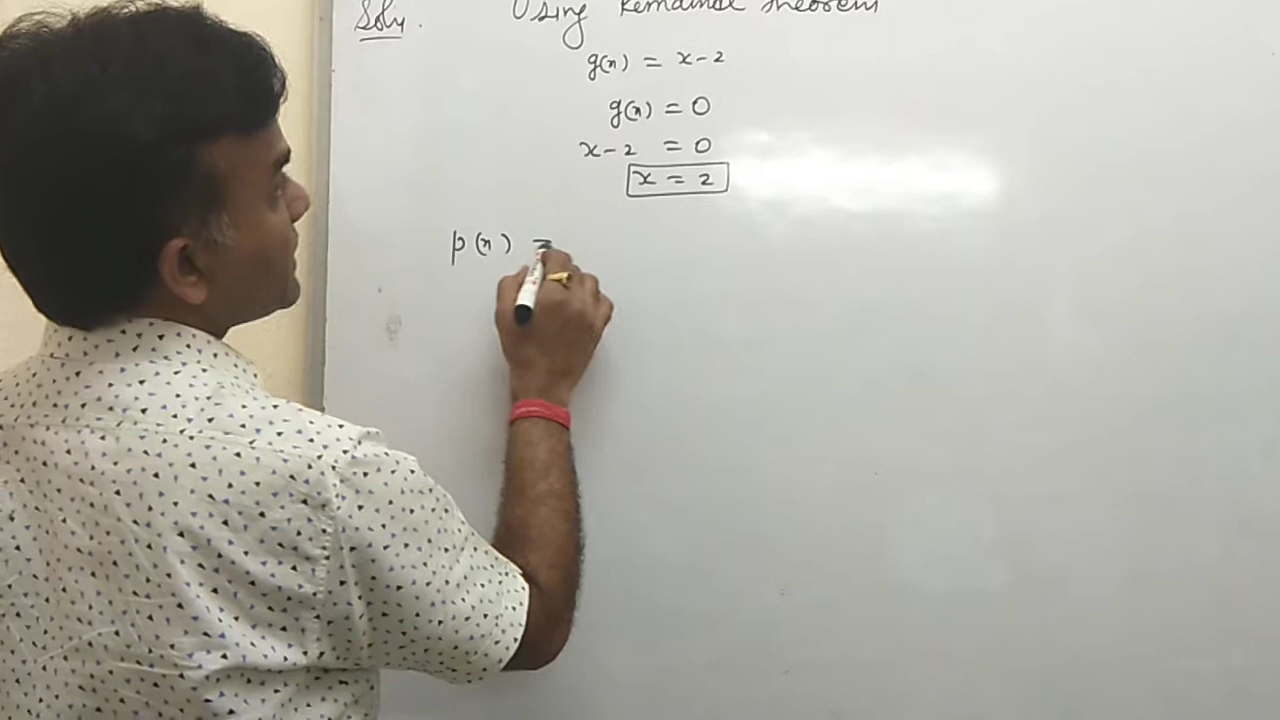 Soln. Using Remainder Theorem
g(x) = x-2
g(x) = 0
x-2 = 0
x = 2
p(x) =